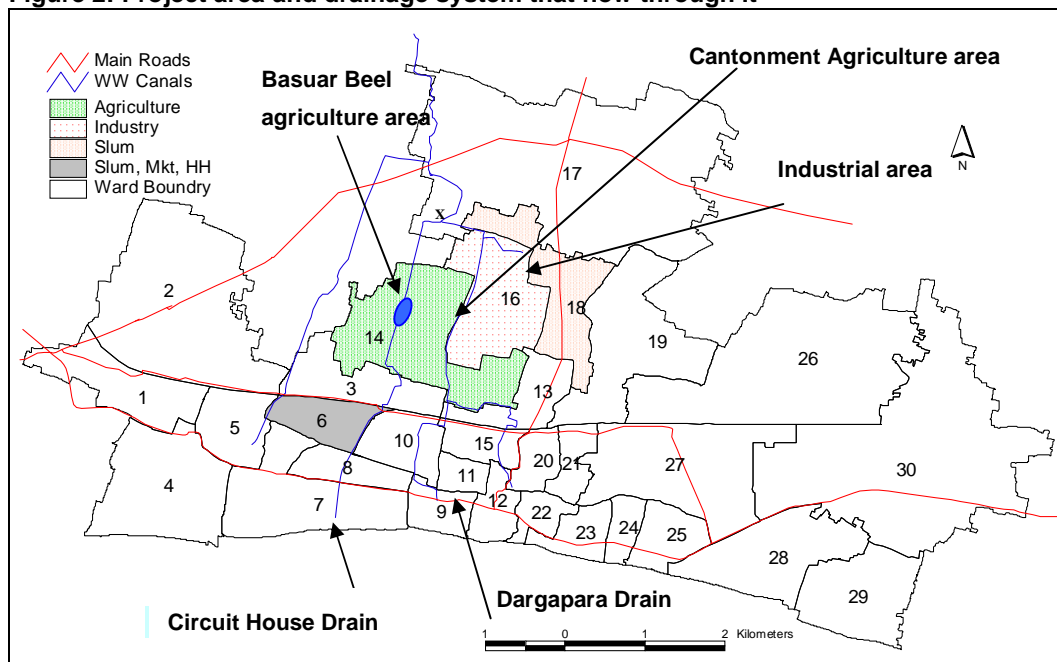 Figure 2: Project area and drainage system that flow through it
Main Roads
WW Canals
Agriculture
Industry
Slum
Slum, Mkt, HH
Ward Boundry
Basuar Beel
agriculture area
Cantonment Agriculture area
Industrial area
N
17
X
2
16
18
14
19
26
3
13
1
5
6
10
15
20
21
27
30
8
11
4
7
9
12
22
23
24
25
28
29
Circuit House Drain
Dargapara Drain
1 0 1 2 Kilometers